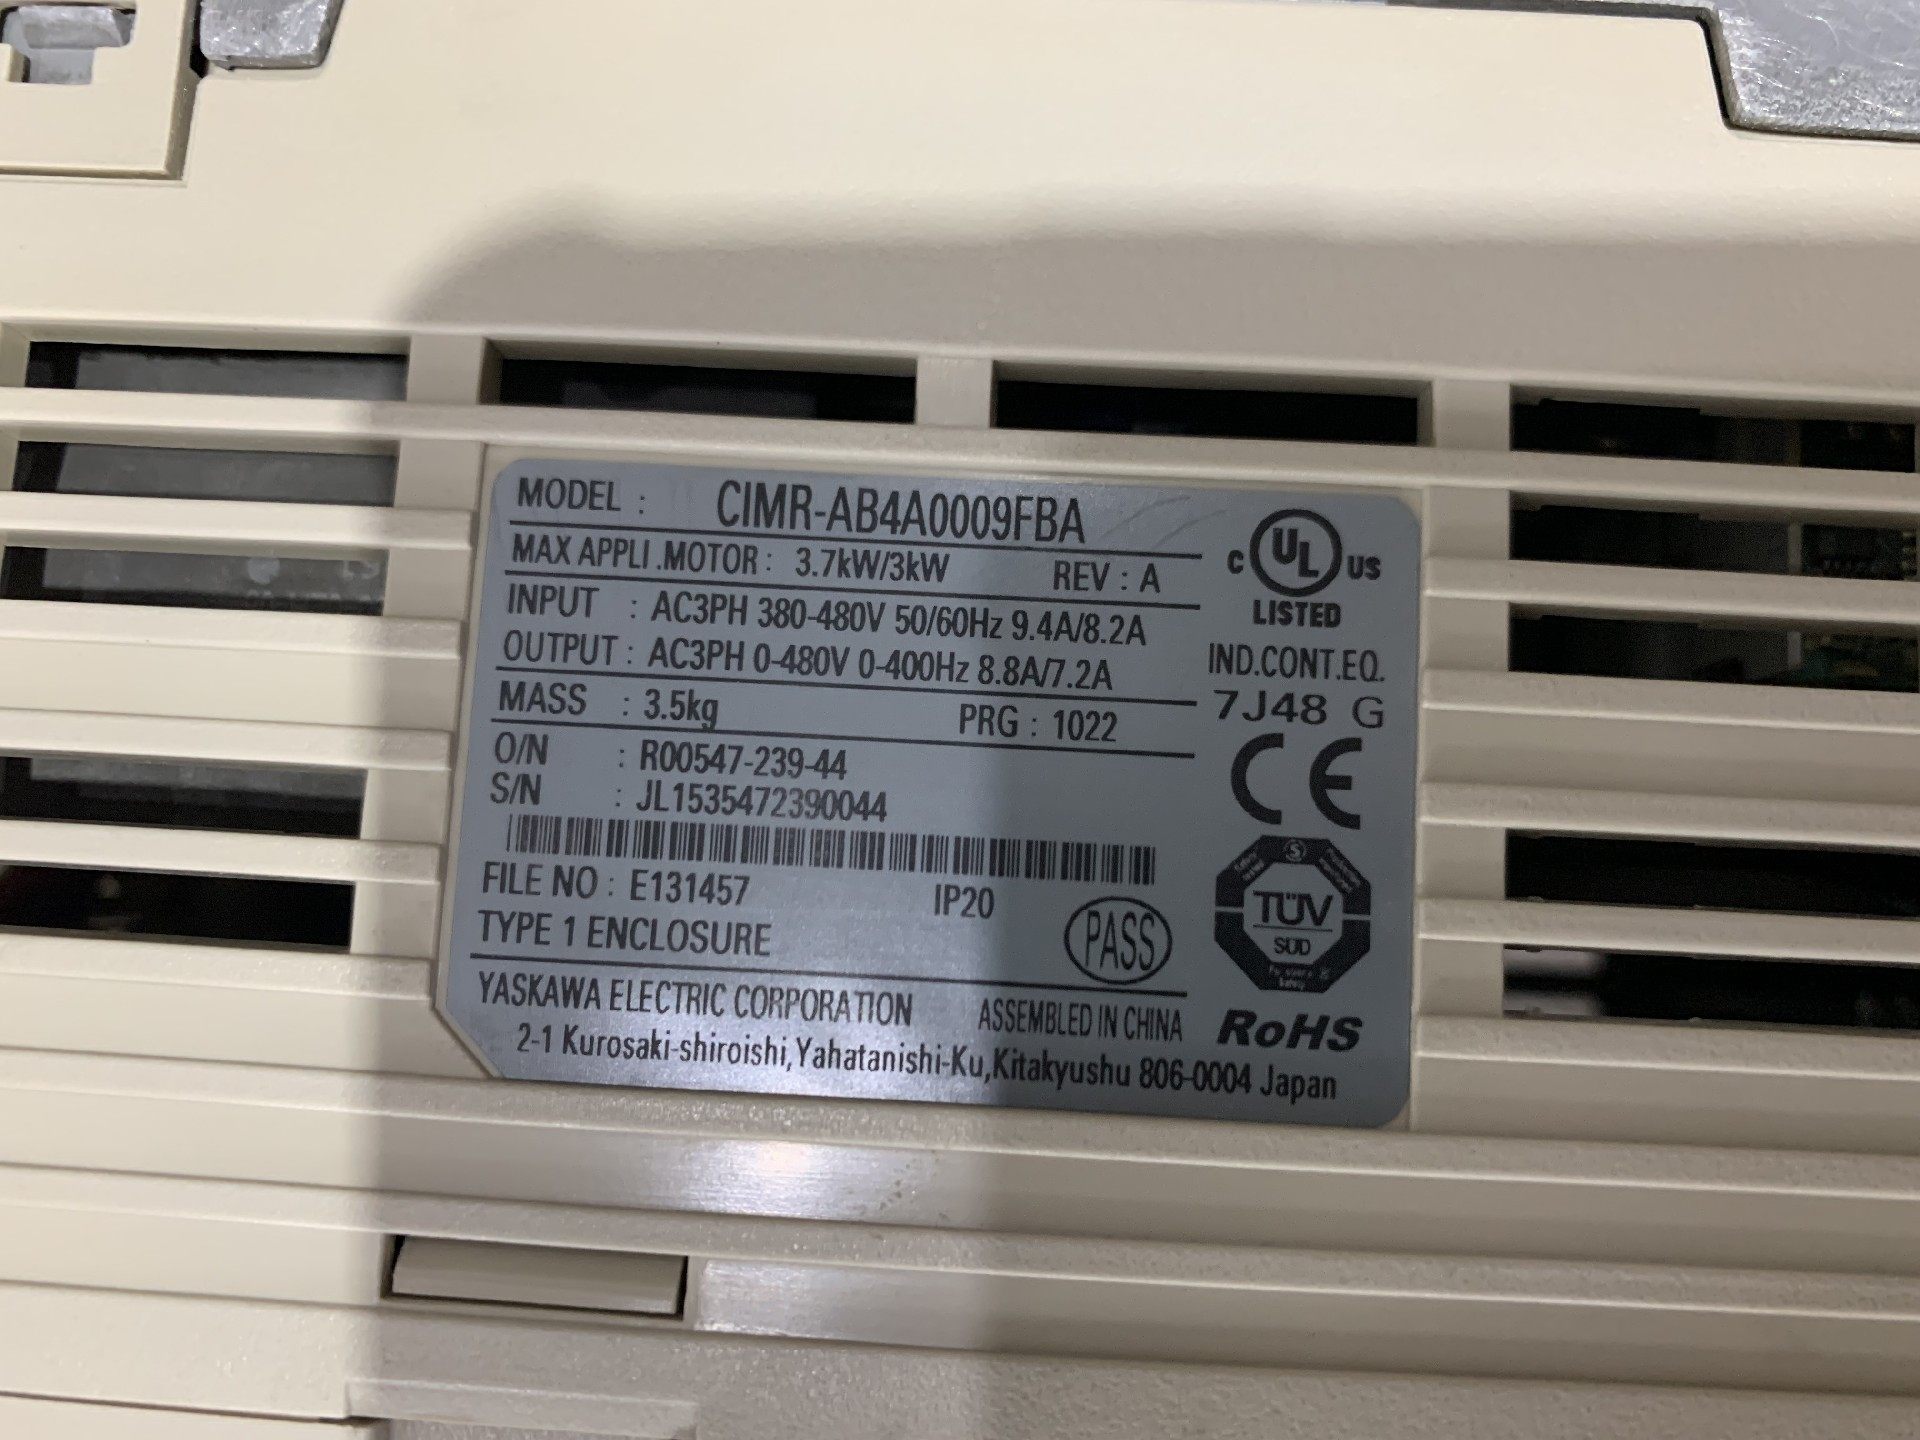 MODEL : CIMR-AB4A0009FBA
MAX APPLI .MOTOR : 3.7kW/3kW REV : A
INPUT : AC3PH 380-480V 50/60Hz 9.4A/8.2A
OUTPUT : AC3PH 0-480V 0-400Hz 8.8A/7.2A
MASS : 3.5kg PRG : 1022
O/N : R00547-239-44
S/N : JL1535472390044
FILE NO : E131457 IP20
TYPE 1 ENCLOSURE PASS
YASKAWA ELECTRIC CORPORATION ASSEMBLED IN CHINA
2-1 Kurosaki-shiroishi,Yahatanishi-Ku,Kitakyushu 806-0004 Japan
C UL US
LISTED
IND.CONT.EQ.
7J48 G
CE
TÜV
SÜD
RoHS